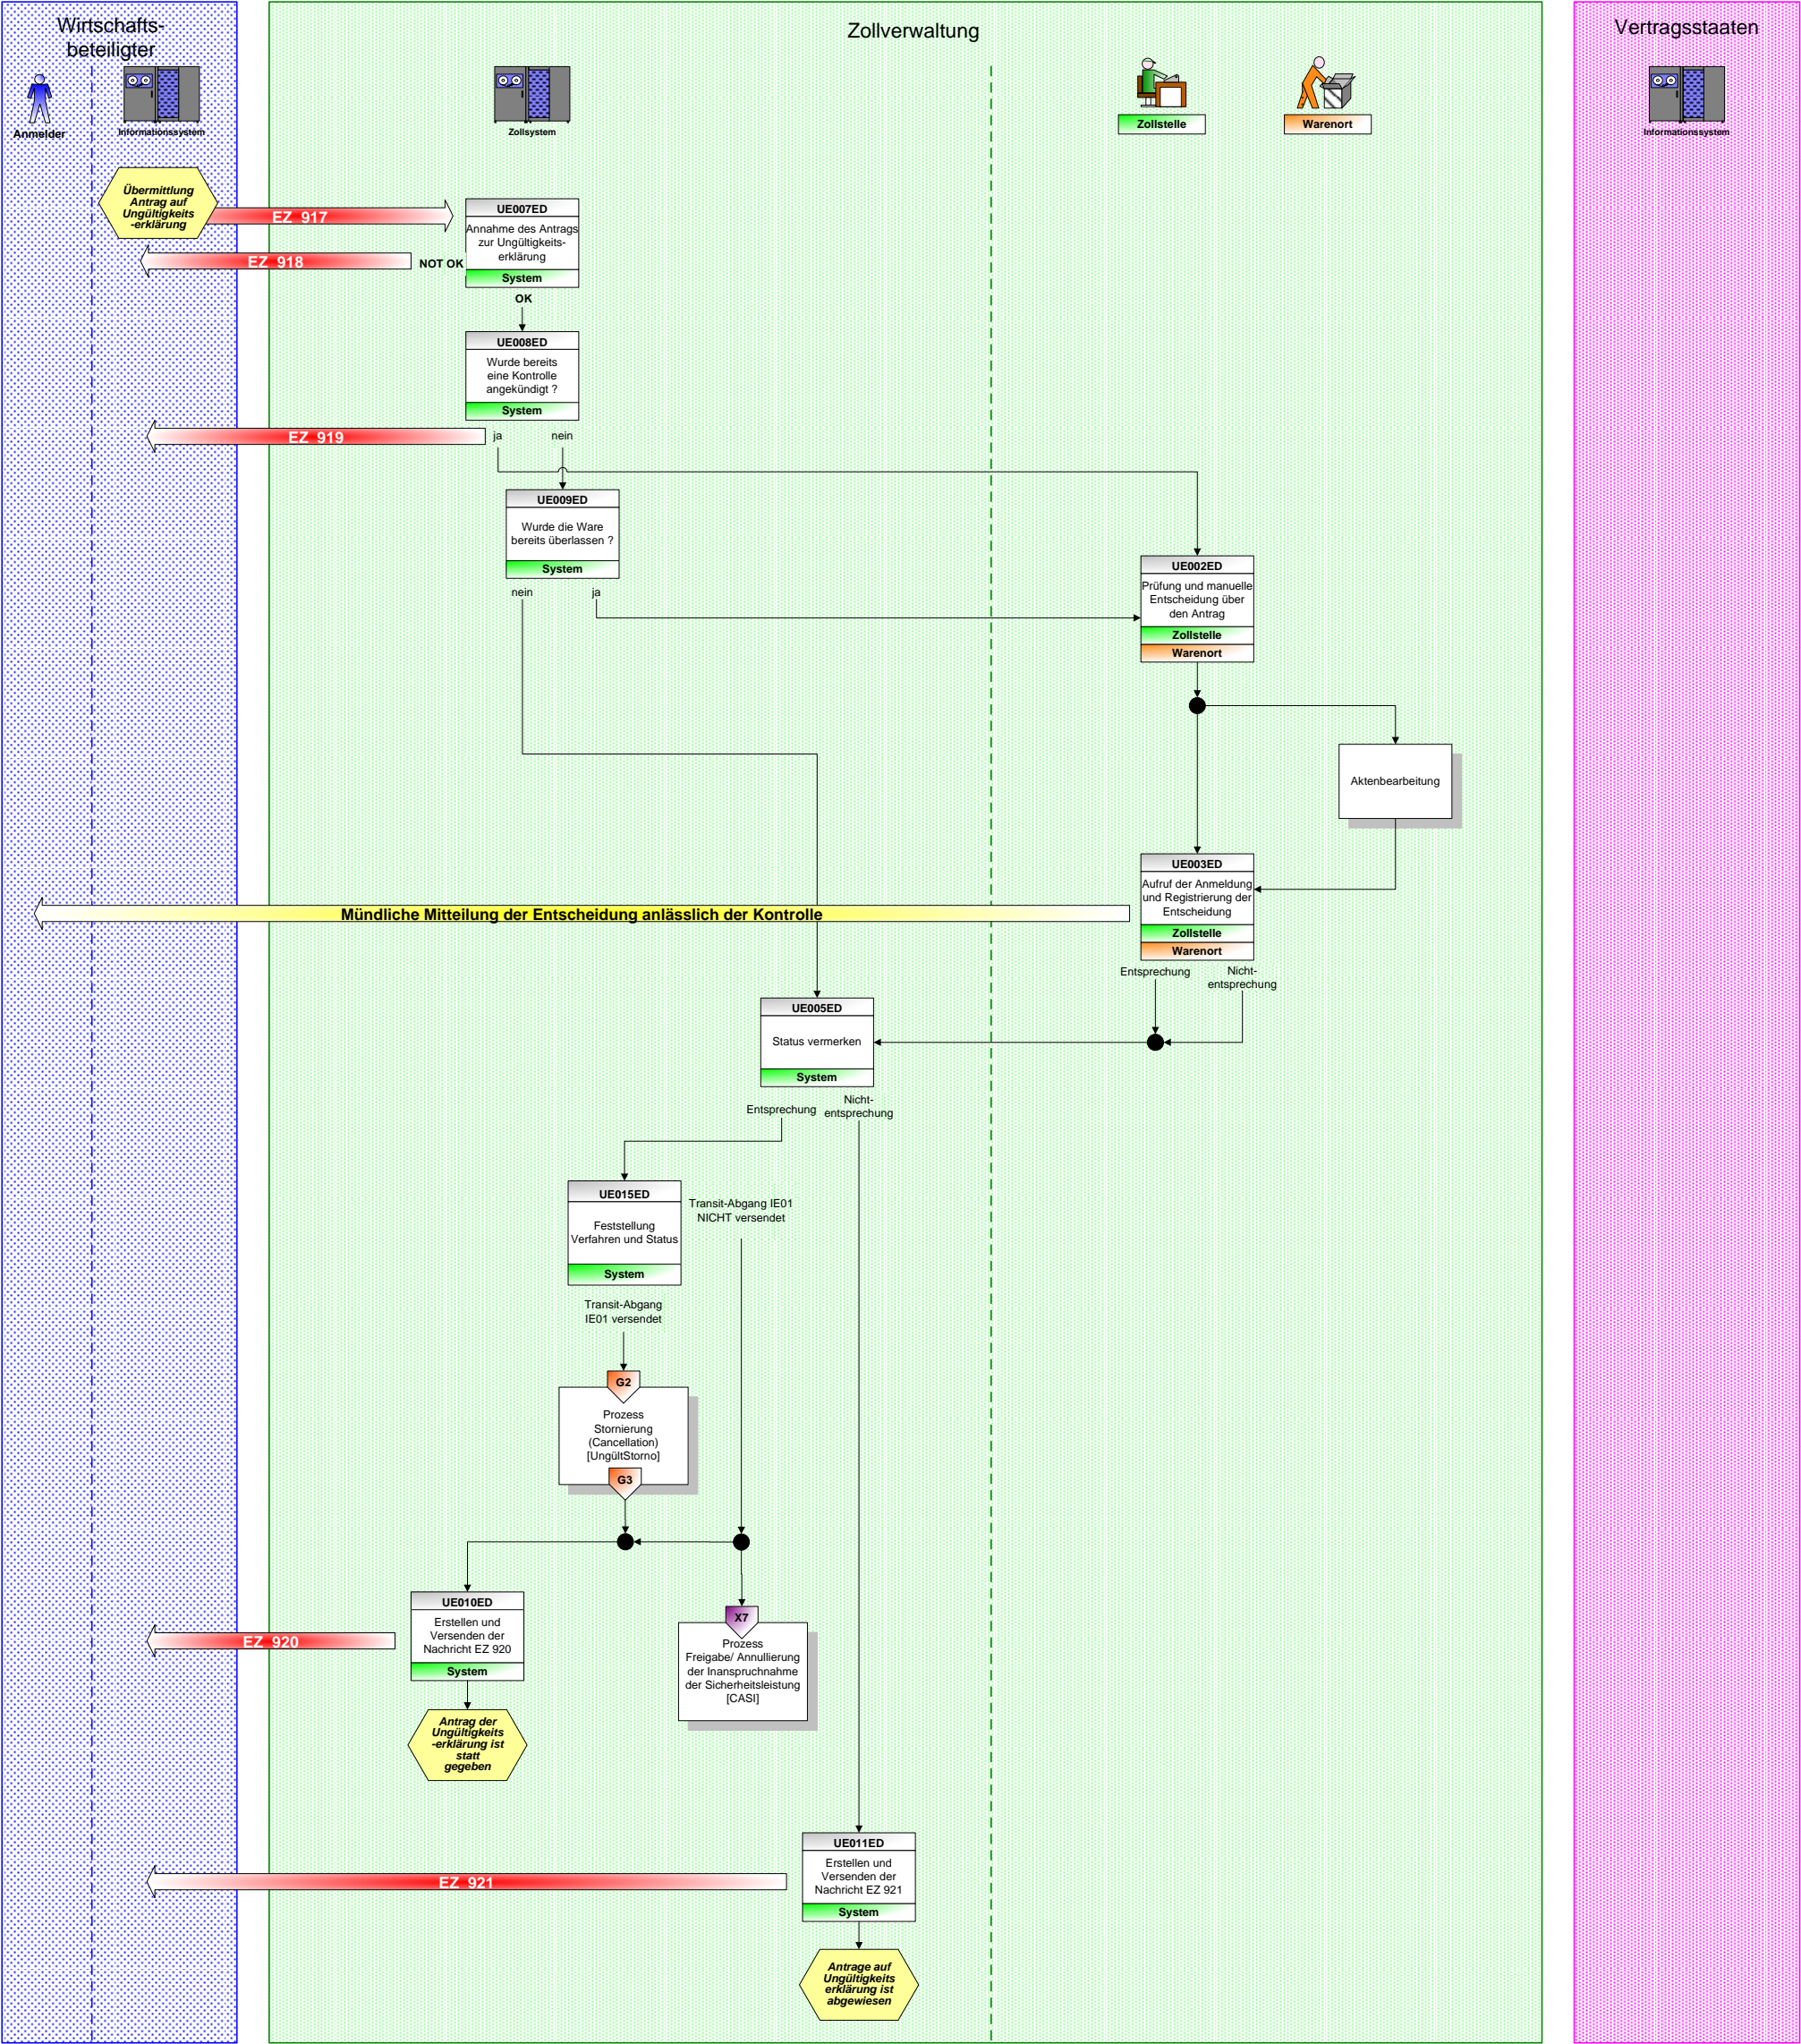 Wirtschafts-
beteiligter
Zollverwaltung
Vertragsstaaten
Anmelder
Informationssystem
Zollsystem
Zollstelle
Warenort
Informationssystem
Übermittlung
Antrag auf
Ungültigkeits
-erklärung
EZ 917
UE007ED
Annahme des Antrags
zur Ungültigkeits-
erklärung
System
EZ 918
NOT OK
OK
UE008ED
Wurde bereits
eine Kontrolle
angekündigt ?
System
EZ 919
ja
nein
UE009ED
Wurde die Ware
bereits überlassen ?
System
nein
ja
UE002ED
Prüfung und manuelle
Entscheidung über
den Antrag
Zollstelle
Warenort
Aktenbearbeitung
UE003ED
Aufruf der Anmeldung
und Registrierung der
Entscheidung
Zollstelle
Warenort
Mündliche Mitteilung der Entscheidung anlässlich der Kontrolle
Entsprechung
Nicht-
entsprechung
UE005ED
Status vermerken
System
Entsprechung
Nicht-
entsprechung
UE015ED
Feststellung
Verfahren und Status
System
Transit-Abgang IE01
NICHT versendet
Transit-Abgang
IE01 versendet
G2
Prozess
Stornierung
(Cancellation)
[UngültStorno]
G3
UE010ED
Erstellen und
Versenden der
Nachricht EZ 920
System
EZ 920
X7
Prozess
Freigabe/ Annullierung
der Inanspruchnahme
der Sicherheitsleistung
[CASI]
Antrag der
Ungültigkeits
-erklärung ist
statt
gegeben
UE011ED
Erstellen und
Versenden der
Nachricht EZ 921
System
EZ 921
Antrage auf
Ungültigkeits
erklärung ist
abgewiesen